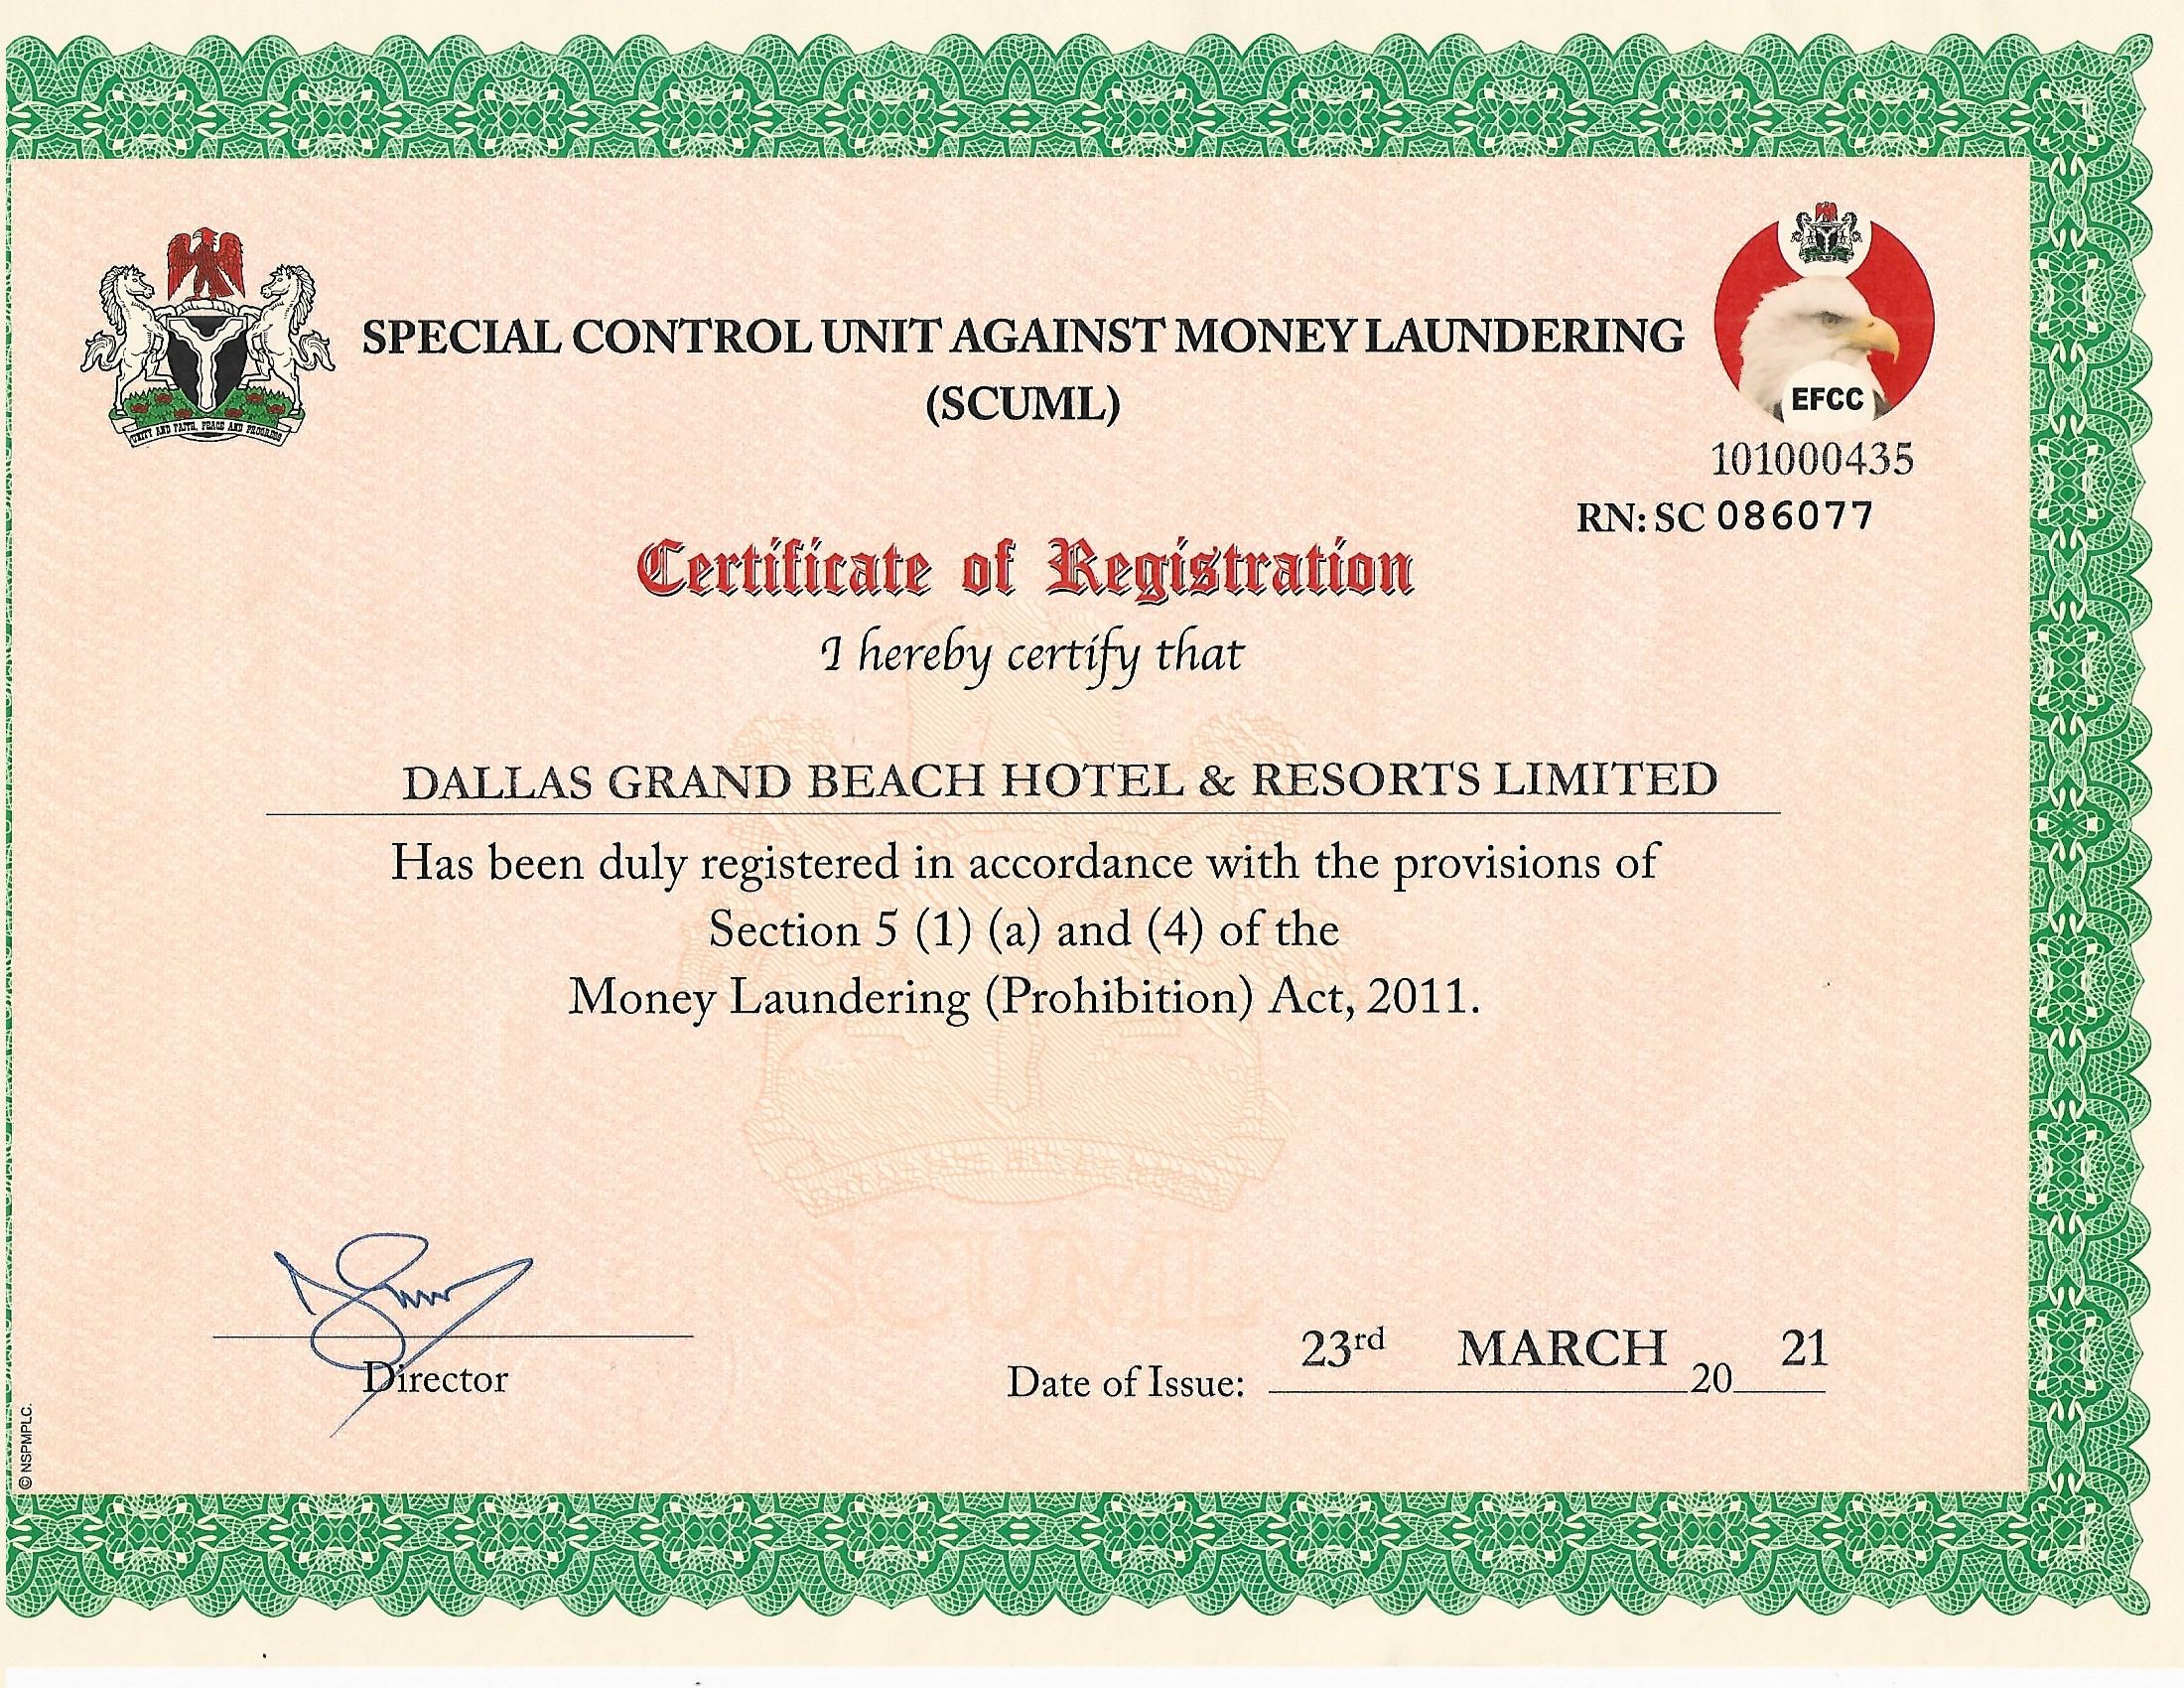 UNITY AND FAITH, PEACE AND PROGRESS
SPECIAL CONTROL UNIT AGAINST MONEY LAUNDERING
(SCUML)
EFCC
101000435
RN: SC 086077
Certificate of Registration
I hereby certify that
DALLAS GRAND BEACH HOTEL & RESORTS LIMITED
Has been duly registered in accordance with the provisions of
Section 5 (1) (a) and (4) of the
Money Laundering (Prohibition) Act, 2011.
Director
Date of Issue: 23rd MARCH 20 21
© NSPMPLC.